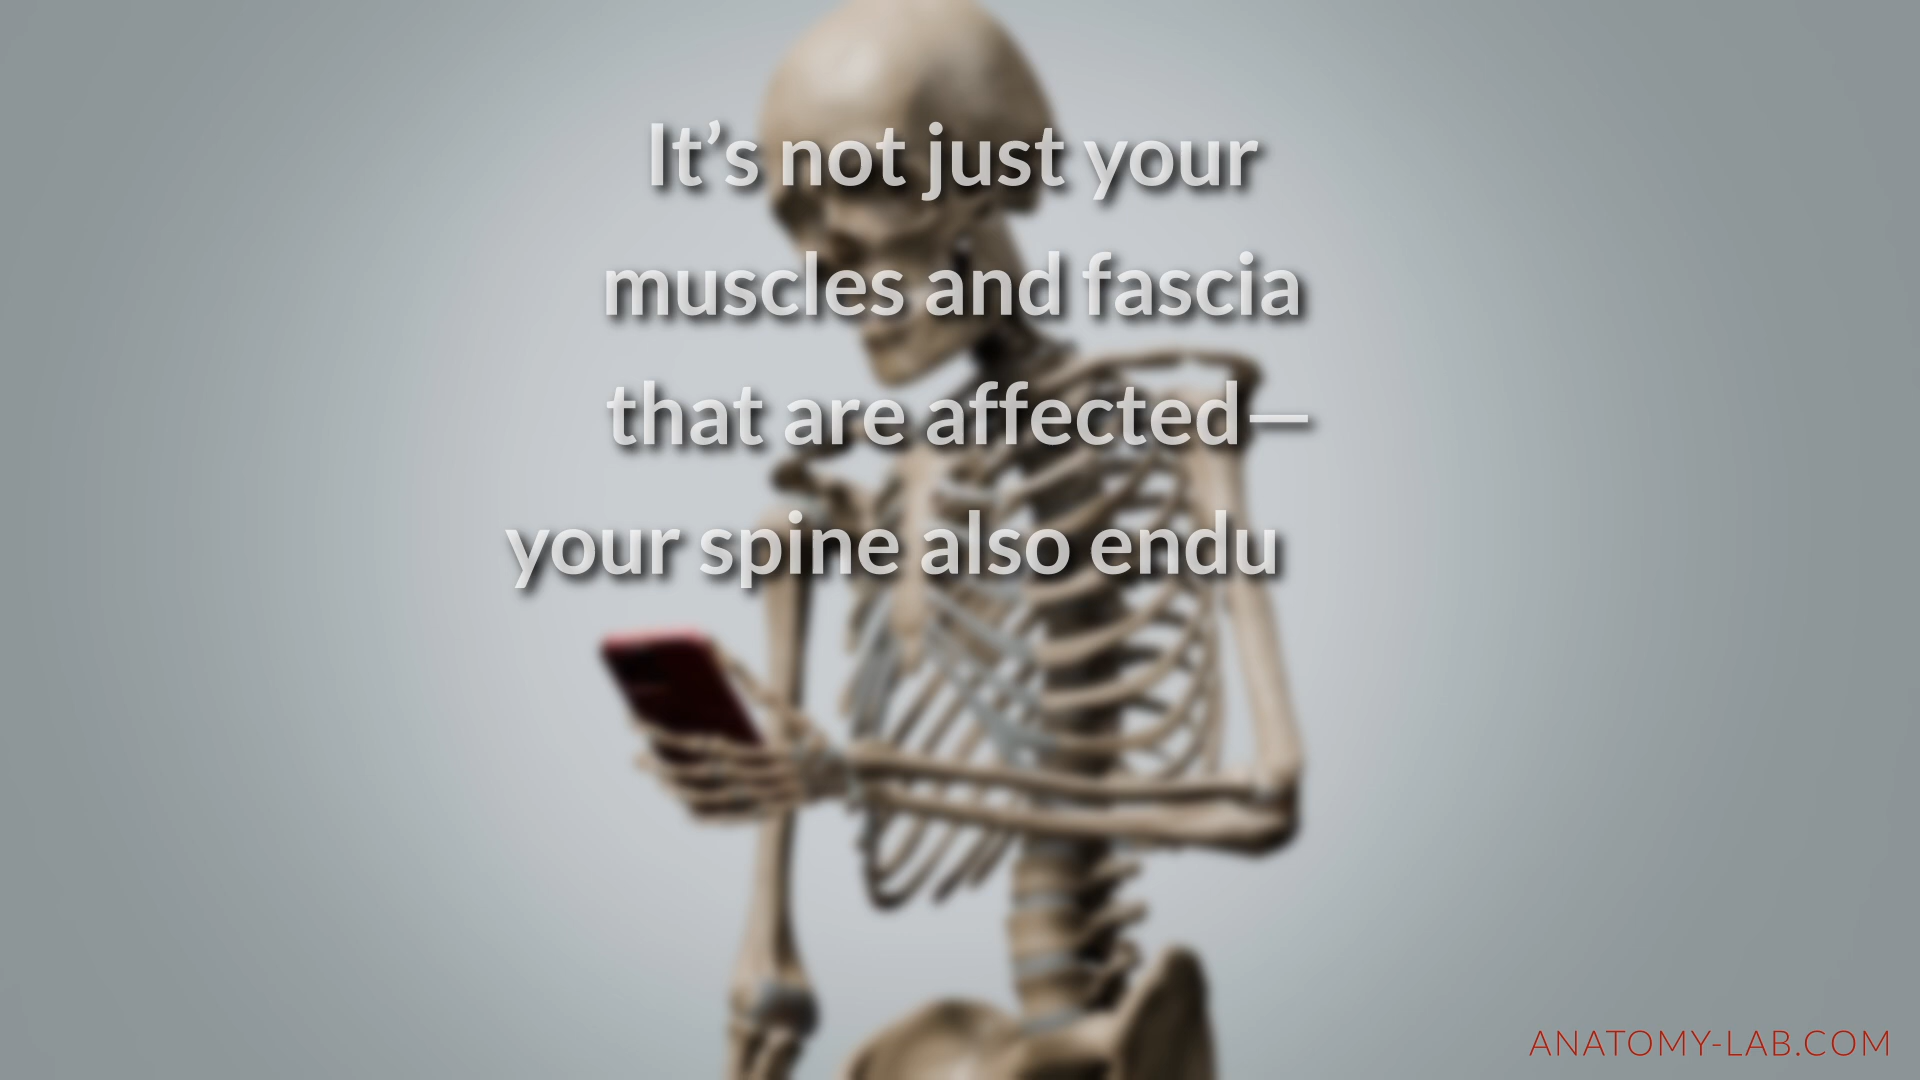 It’s not just your
muscles and fascia
that are affected—
your spine also endu
ANATOMY-LAB.COM